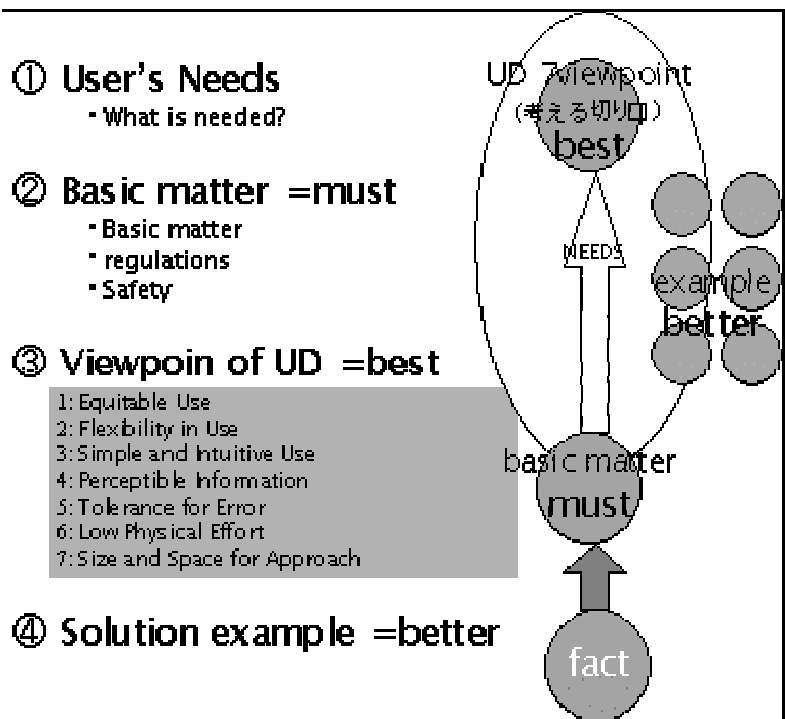 ① User's Needs
- What is needed?
② Basic matter =must
- Basic matter
- regulations
- Safety
③ Viewpoin of UD =best
1: Equitable Use
2: Flexibility in Use
3: Simple and Intuitive Use
4: Perceptible Information
5: Tolerance for Error
6: Low Physical Effort
7: Size and Space for Approach
④ Solution example =better
UD 7viewpoint
(考える切り口)
best
NEEDS
example
better
basic matter
must
fact